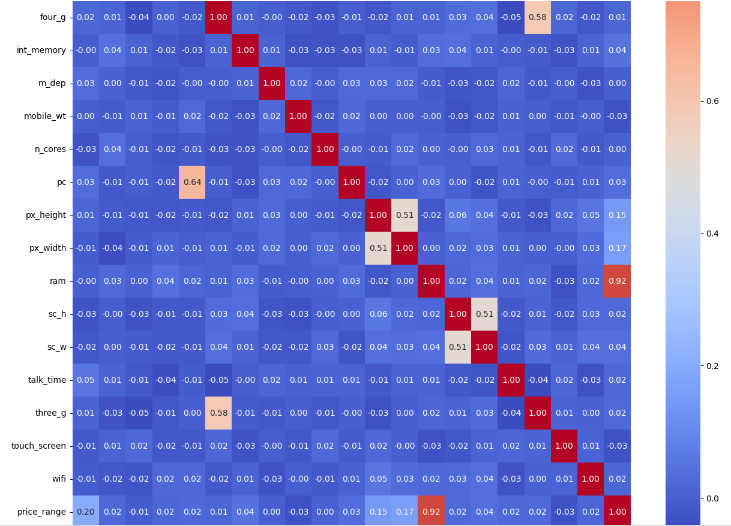 four_g 0.02 0.01 -0.04 0.00 -0.02 1.00 0.01 -0.00 -0.02 -0.03 -0.01 -0.02 0.01 0.01 0.03 0.04 -0.05 0.58 0.02 -0.02 0.01
int_memory -0.00 0.04 0.01 -0.02 -0.03 0.01 1.00 0.01 -0.03 -0.03 -0.03 0.01 -0.01 0.03 0.04 0.01 -0.00 -0.01 -0.03 0.01 0.04
0.6
m_dep 0.03 0.00 -0.01 -0.02 -0.00 -0.00 0.01 1.00 0.02 -0.00 0.03 0.03 0.02 -0.01 -0.03 -0.02 0.02 -0.01 -0.00 -0.03 0.00
mobile_wt 0.00 -0.01 0.01 -0.01 0.02 -0.02 -0.03 0.02 1.00 -0.02 0.02 0.00 0.00 -0.00 -0.03 -0.02 0.01 0.00 -0.01 -0.00 -0.03
n_cores -0.03 0.04 -0.01 -0.02 -0.01 -0.03 -0.03 -0.00 -0.02 1.00 -0.00 -0.01 0.02 0.00 -0.00 0.03 0.01 -0.01 0.02 -0.01 0.00
pc 0.03 -0.01 -0.01 -0.02 0.64 -0.01 -0.03 0.03 0.02 -0.00 1.00 -0.02 0.00 0.03 0.00 -0.02 0.01 -0.00 -0.01 0.01 0.03
px_height 0.01 -0.01 -0.01 -0.02 -0.01 -0.02 0.01 0.03 0.00 -0.01 -0.02 1.00 0.51 -0.02 0.06 0.04 -0.01 -0.03 0.02 0.05 0.15
0.4
px_width -0.01 -0.04 -0.01 0.01 -0.01 0.01 -0.01 0.02 0.00 0.02 0.00 0.51 1.00 0.00 0.02 0.03 0.01 0.00 -0.00 0.03 0.17
ram -0.00 0.03 0.00 0.04 0.02 0.01 0.03 -0.01 -0.00 0.00 0.03 -0.02 0.00 1.00 0.02 0.04 0.01 0.02 -0.03 0.02 0.92
sc_h -0.03 -0.00 -0.03 -0.01 -0.01 0.03 0.04 -0.03 -0.03 -0.00 0.00 0.06 0.02 0.02 1.00 0.51 -0.02 0.01 -0.02 0.03 0.02
sc_w -0.02 0.00 -0.01 -0.02 -0.01 0.04 0.01 -0.02 -0.02 0.03 -0.02 0.04 0.03 0.04 0.51 1.00 -0.02 0.03 0.01 0.04 0.04
0.2
talk_time 0.05 0.01 -0.01 -0.04 -0.01 -0.05 -0.00 0.02 0.01 0.01 0.01 -0.01 0.01 0.01 -0.02 -0.02 1.00 -0.04 0.02 -0.03 0.02
three_g 0.01 -0.03 -0.05 -0.01 0.00 0.58 -0.01 -0.01 0.00 -0.01 -0.00 -0.03 0.00 0.02 0.01 0.03 -0.04 1.00 0.01 0.00 0.02
touch_screen -0.01 0.01 0.02 -0.02 -0.01 0.02 -0.03 -0.00 -0.01 0.02 -0.01 0.02 -0.00 -0.03 -0.02 0.01 0.02 0.01 1.00 0.01 -0.03
wifi -0.01 -0.02 -0.02 0.02 0.02 -0.02 0.01 -0.03 -0.00 -0.01 0.01 0.05 0.03 0.02 0.03 0.04 -0.03 0.00 0.01 1.00 0.02
0.0
price_range 0.20 0.02 -0.01 0.02 0.02 0.01 0.04 0.00 -0.03 0.00 0.03 0.15 0.17 0.92 0.02 0.04 0.02 0.02 -0.03 0.02 1.00